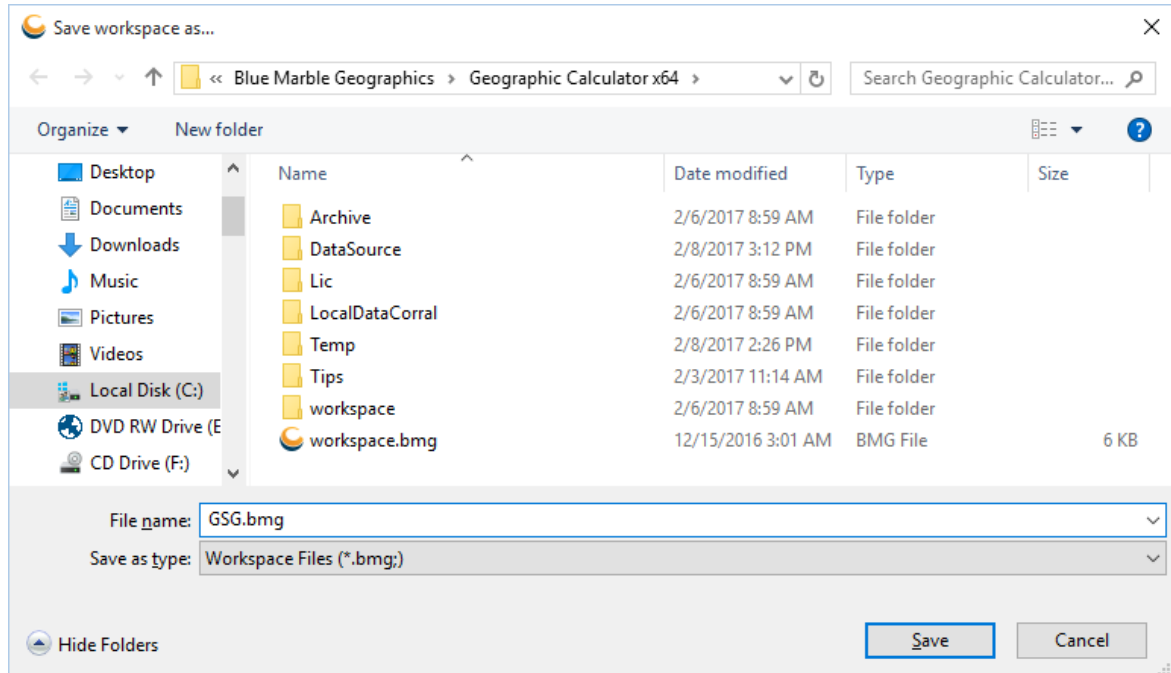 Save workspace as...
« Blue Marble Geographics › Geographic Calculator x64 › Search Geographic Calculator...
Organize New folder ?
Name Date modified Type Size
Desktop
Documents
Downloads
Music
Pictures
Videos
Local Disk (C:)
DVD RW Drive (E
CD Drive (F:)
Archive 2/6/2017 8:59 AM File folder
DataSource 2/8/2017 3:12 PM File folder
Lic 2/6/2017 8:59 AM File folder
LocalDataCorral 2/6/2017 8:59 AM File folder
Temp 2/8/2017 2:26 PM File folder
Tips 2/3/2017 11:14 AM File folder
workspace 2/6/2017 8:59 AM File folder
workspace.bmg 12/15/2016 3:01 AM BMG File 6 KB
File name: GSG.bmg
Save as type: Workspace Files (*.bmg;)
Hide Folders Save Cancel